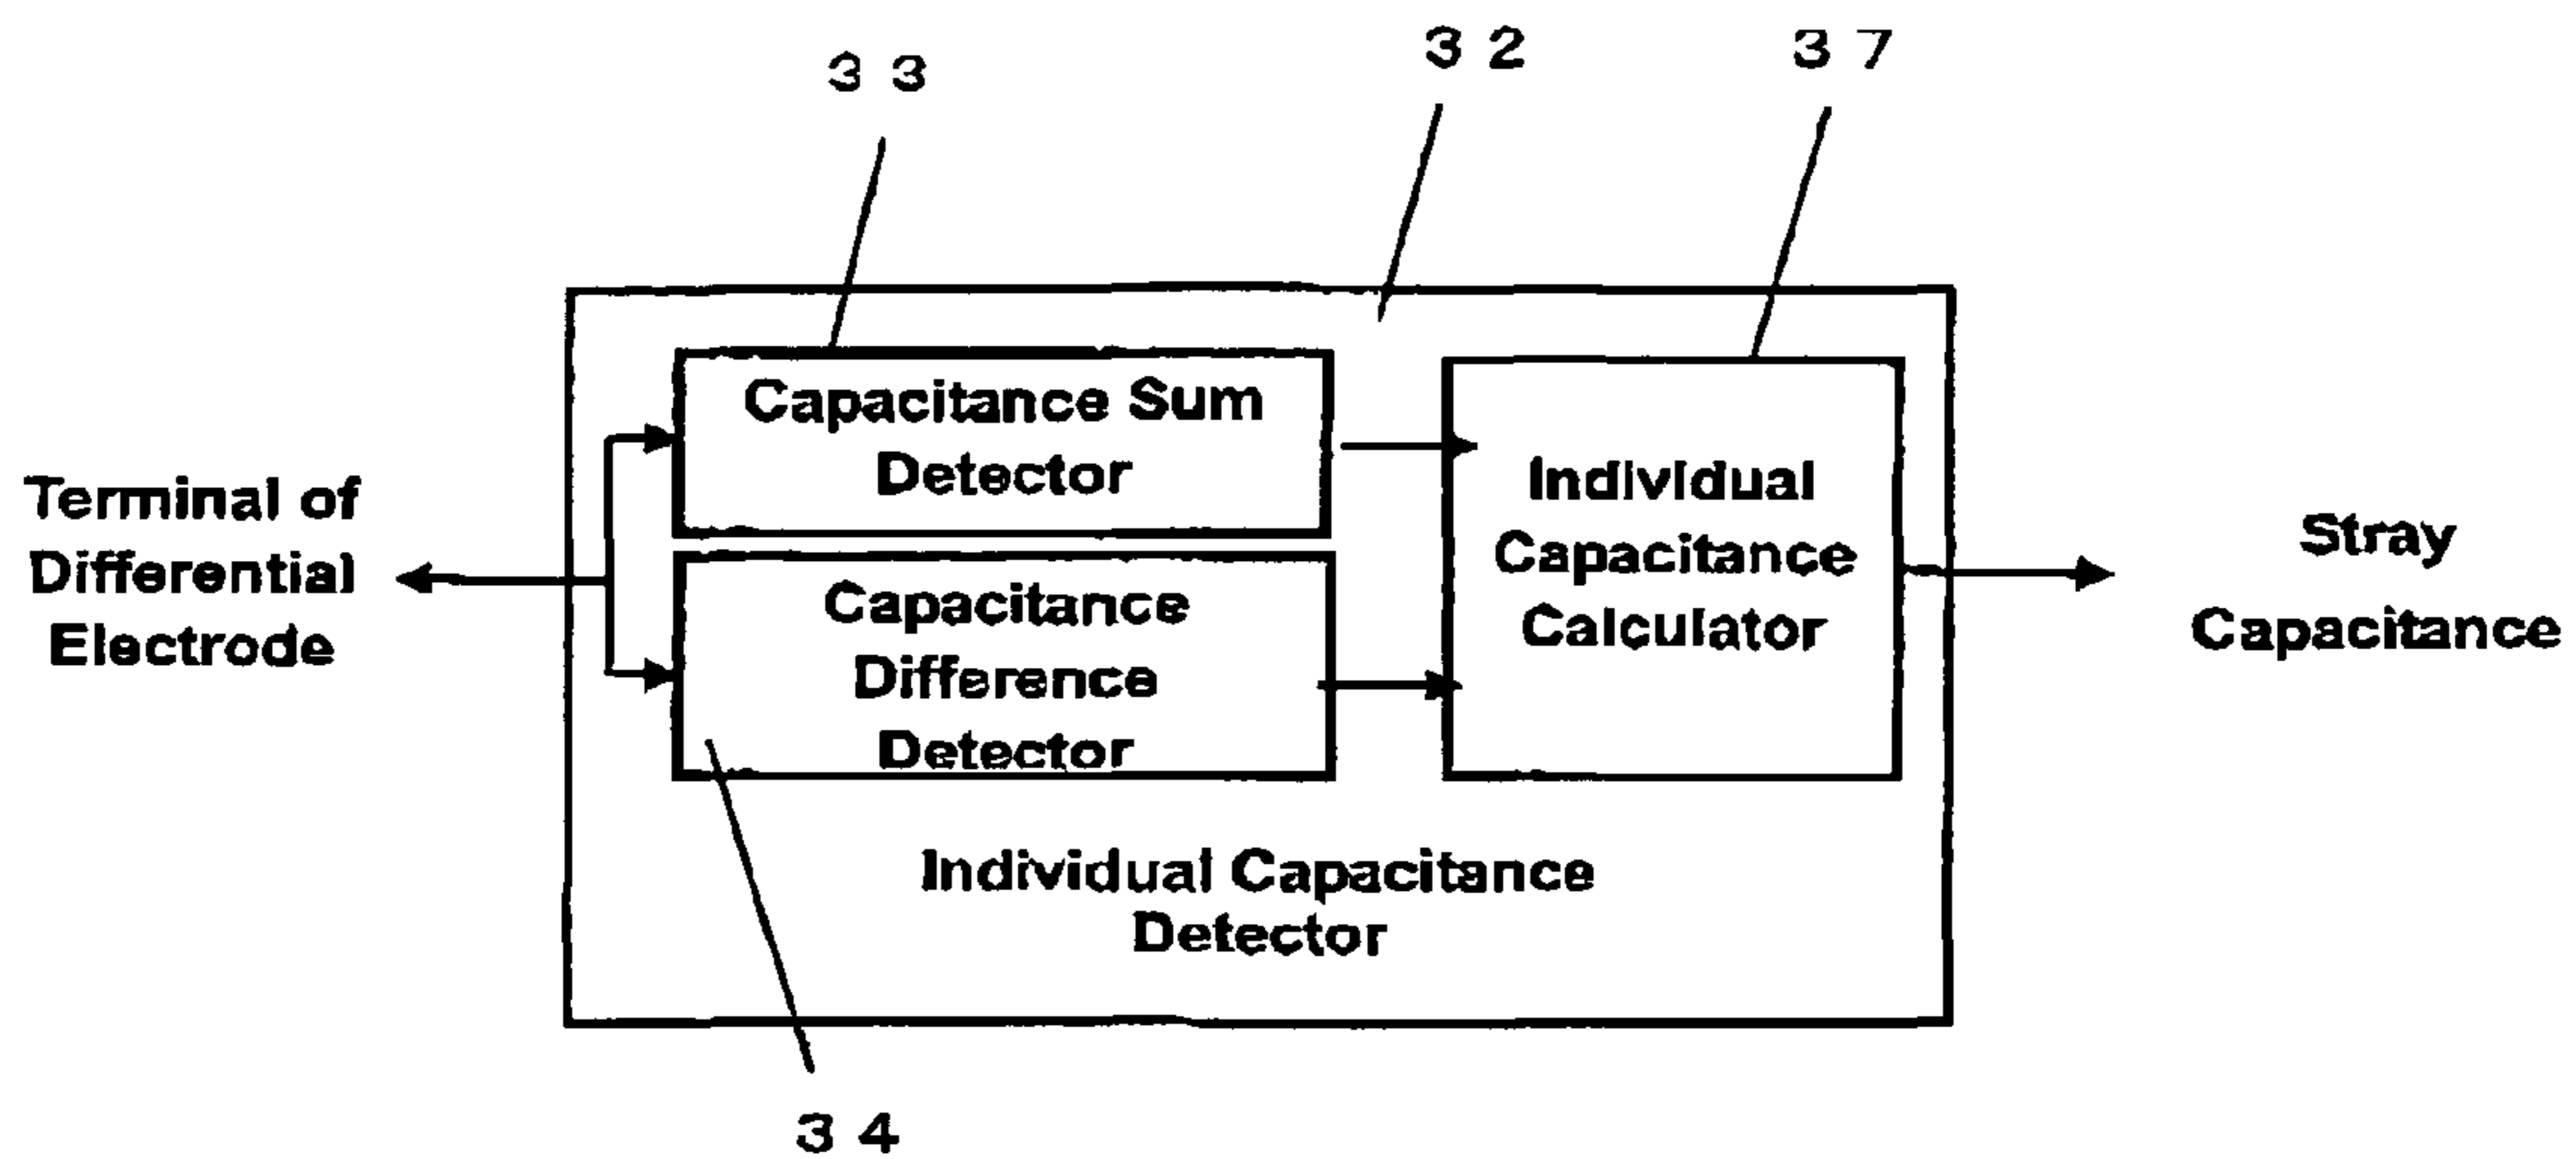 33
32
37
Terminal of
Differential
Electrode
Capacitance Sum
Detector
Capacitance
Difference
Detector
Individual
Capacitance
Calculator
Stray
Capacitance
Individual Capacitance
Detector
34